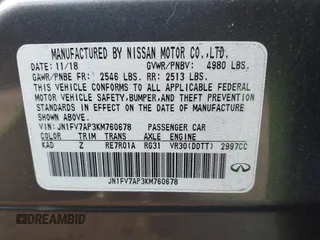 MANUFACTURED BY NISSAN MOTOR CO.,LTD.
DATE: 11/18 GVWR/PNBV: 4980 LBS.
GAWR/PNBE FR: 2546 LBS. RR: 2513 LBS.
THIS VEHICLE CONFORMS TO ALL APPLICABLE FEDERAL
MOTOR VEHICLE SAFETY,BUMPER,AND THEFT PREVENTION
STANDARDS IN EFFECT ON THE DATE OF MANUFACTURE
SHOWN ABOVE.
VIN:JN1FV7AP3KM760678 PASSENGER CAR
COLOR TRIM TRANS AXLE ENGINE
KAD Z RE7R01A RG31 VR30(DDTT) 2997CC
JN1FV7AP3KM760678
DREAMBID